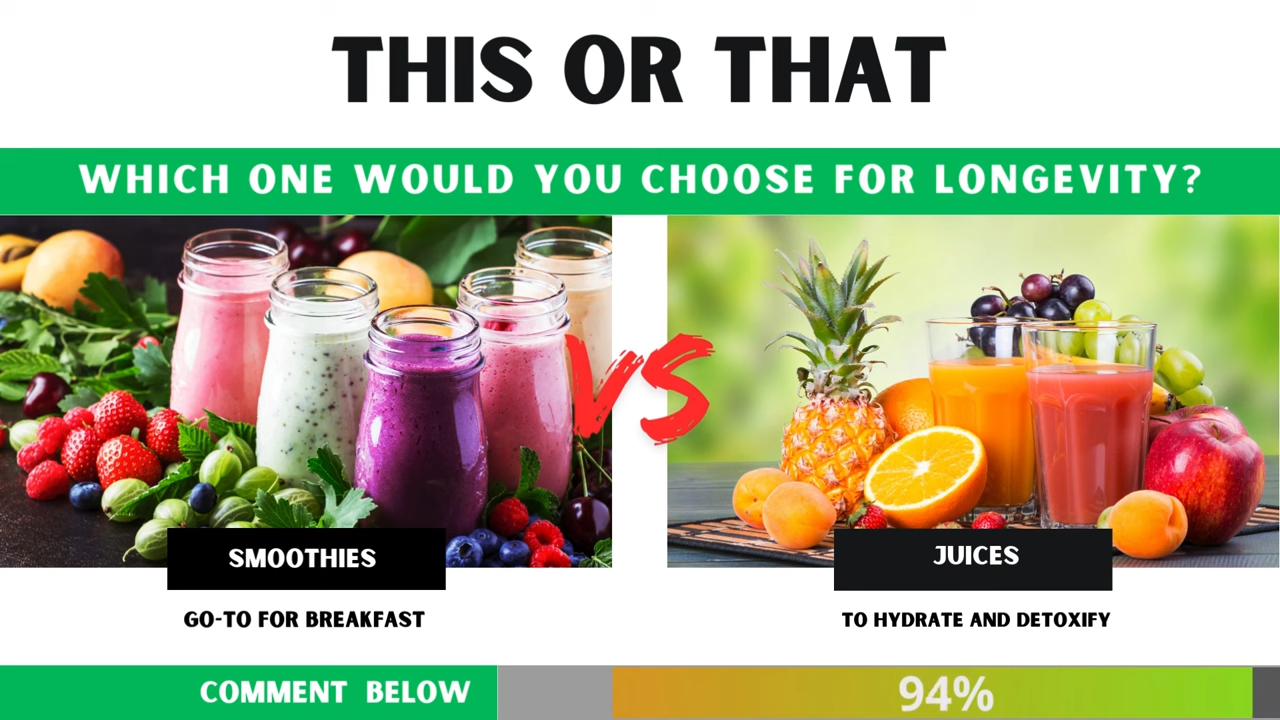 THIS OR THAT
WHICH ONE WOULD YOU CHOOSE FOR LONGEVITY?
VS
SMOOTHIES
JUICES
GO-TO FOR BREAKFAST
TO HYDRATE AND DETOXIFY
COMMENT BELOW
94%